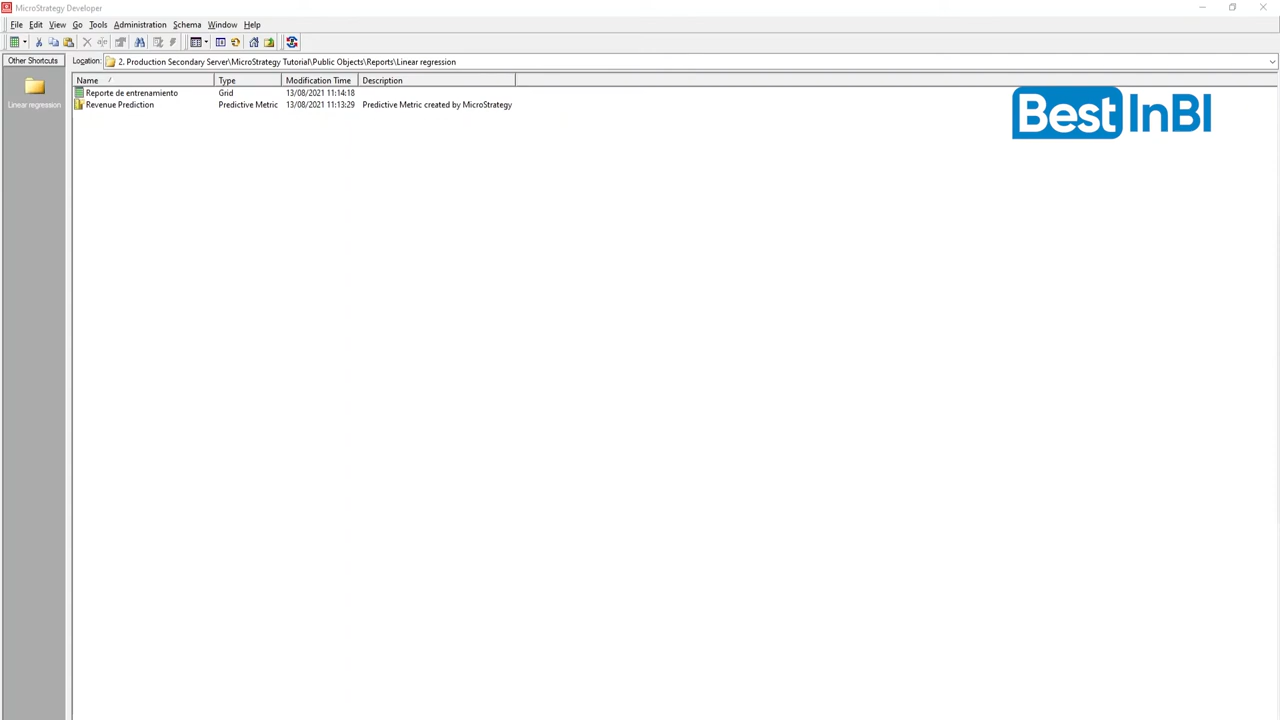 MicroStrategy Developer
File Edit View Go Tools Administration Schema Window Help
Other Shortcuts
Location: 2. Production Secondary Server\MicroStrategy Tutorial\Public Objects\Reports\Linear regression
Name Type Modification Time Description
Reporte de entrenamiento Grid 13/08/2021 11:14:18
Revenue Prediction Predictive Metric 13/08/2021 11:13:29 Predictive Metric created by MicroStrategy
Linear regression
Best InBI